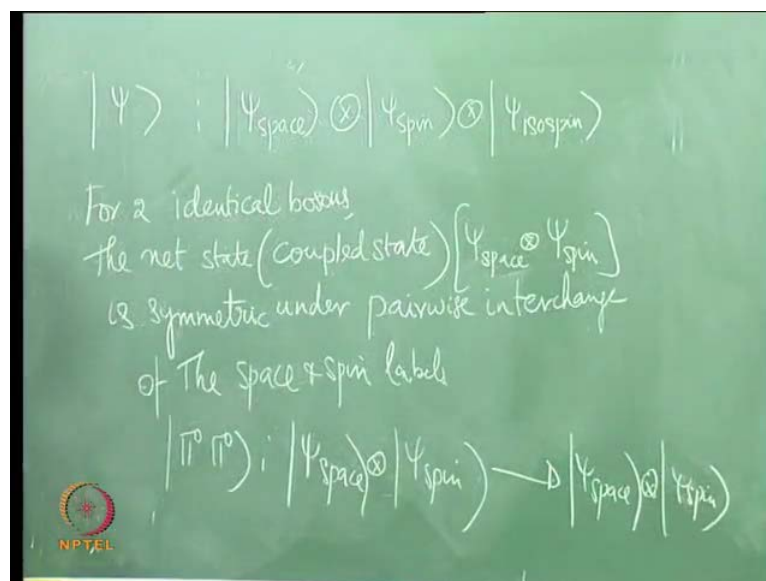 |Ψ⟩ : |Ψspace⟩ ⊗ |Ψspin⟩ ⊗ |Ψisospin⟩
For 2 identical bosons,
the net state (coupled state) [Ψspace ⊗ Ψspin]
is symmetric under pairwise interchange
of The space & spin labels
|π⁰ π⁰⟩ : |Ψspace⟩ ⊗ |Ψspin⟩ → |Ψspace⟩ ⊗ |Ψspin⟩
NPTEL